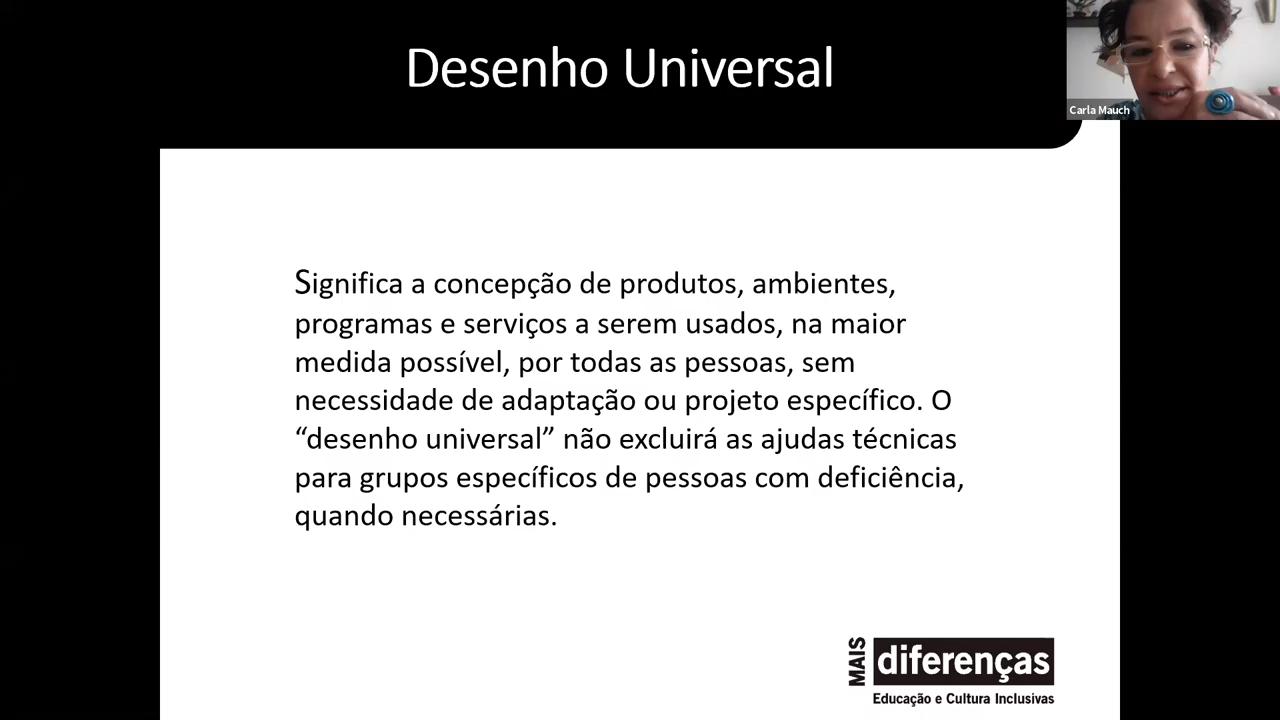 Desenho Universal
Carla Mauch
Significa a concepção de produtos, ambientes,
programas e serviços a serem usados, na maior
medida possível, por todas as pessoas, sem
necessidade de adaptação ou projeto específico. O
“desenho universal” não excluirá as ajudas técnicas
para grupos específicos de pessoas com deficiência,
quando necessárias.
MAIS
diferenças
Educação e Cultura Inclusivas